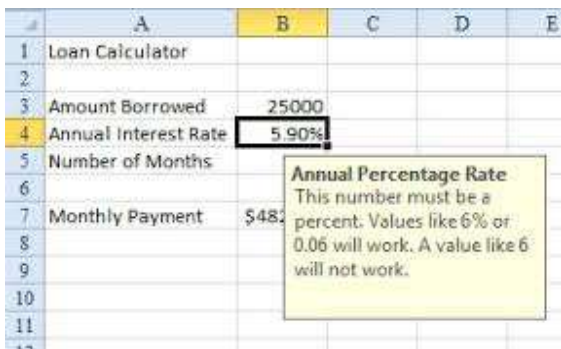 A B C D E
1 Loan Calculator
2
3 Amount Borrowed 25000
4 Annual Interest Rate 5.90%
5 Number of Months
Annual Percentage Rate
This number must be a
6
7 Monthly Payment $482
percent. Values like 6% or
8 0.06 will work. A value like 6
9 will not work.
10
11